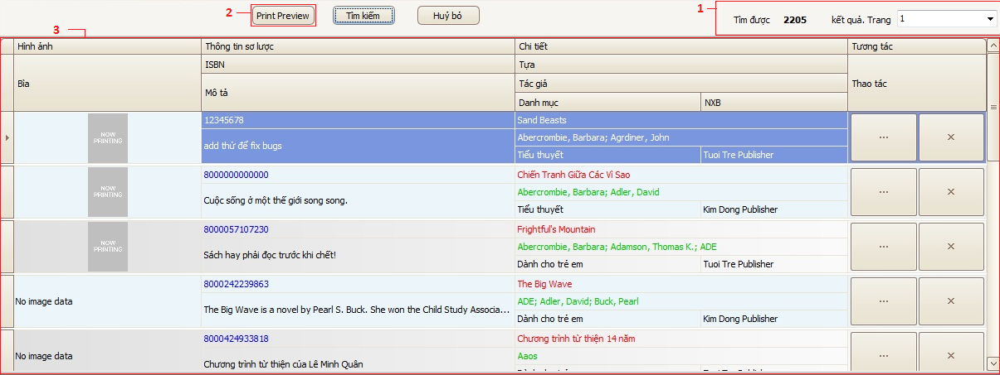 2 Print Preview Tìm kiếm Huỷ bỏ 1 Tìm được 2205 kết quả. Trang 1
3
Hình ảnh Thông tin sơ lược Chi tiết Tương tác
Bìa ISBN Tựa Thao tác
Mô tả Tác giả
Danh mục NXB
NOW PRINTING 12345678 Sand Beasts ... ×
add thử để fix bugs Abercrombie, Barbara; Agrdiner, John
Tiểu thuyết Tuoi Tre Publisher
NOW PRINTING 8000000000000 Chiến Tranh Giữa Các Vì Sao ... ×
Cuộc sống ở một thế giới song song. Abercrombie, Barbara; Adler, David
Tiểu thuyết Kim Dong Publisher
NOW PRINTING 8000057107230 Frightful's Mountain ... ×
Sách hay phải đọc trước khi chết! Abercrombie, Barbara; Adamson, Thomas K.; ADE
Dành cho trẻ em Tuoi Tre Publisher
No image data 8000242239863 The Big Wave ... ×
The Big Wave is a novel by Pearl S. Buck. She won the Child Study Associa... ADE; Adler, David; Buck, Pearl
Dành cho trẻ em Kim Dong Publisher
No image data 8000424933818 Chương trình từ thiện 14 năm ... ×
Chương trình từ thiện của Lê Minh Quân Aaos